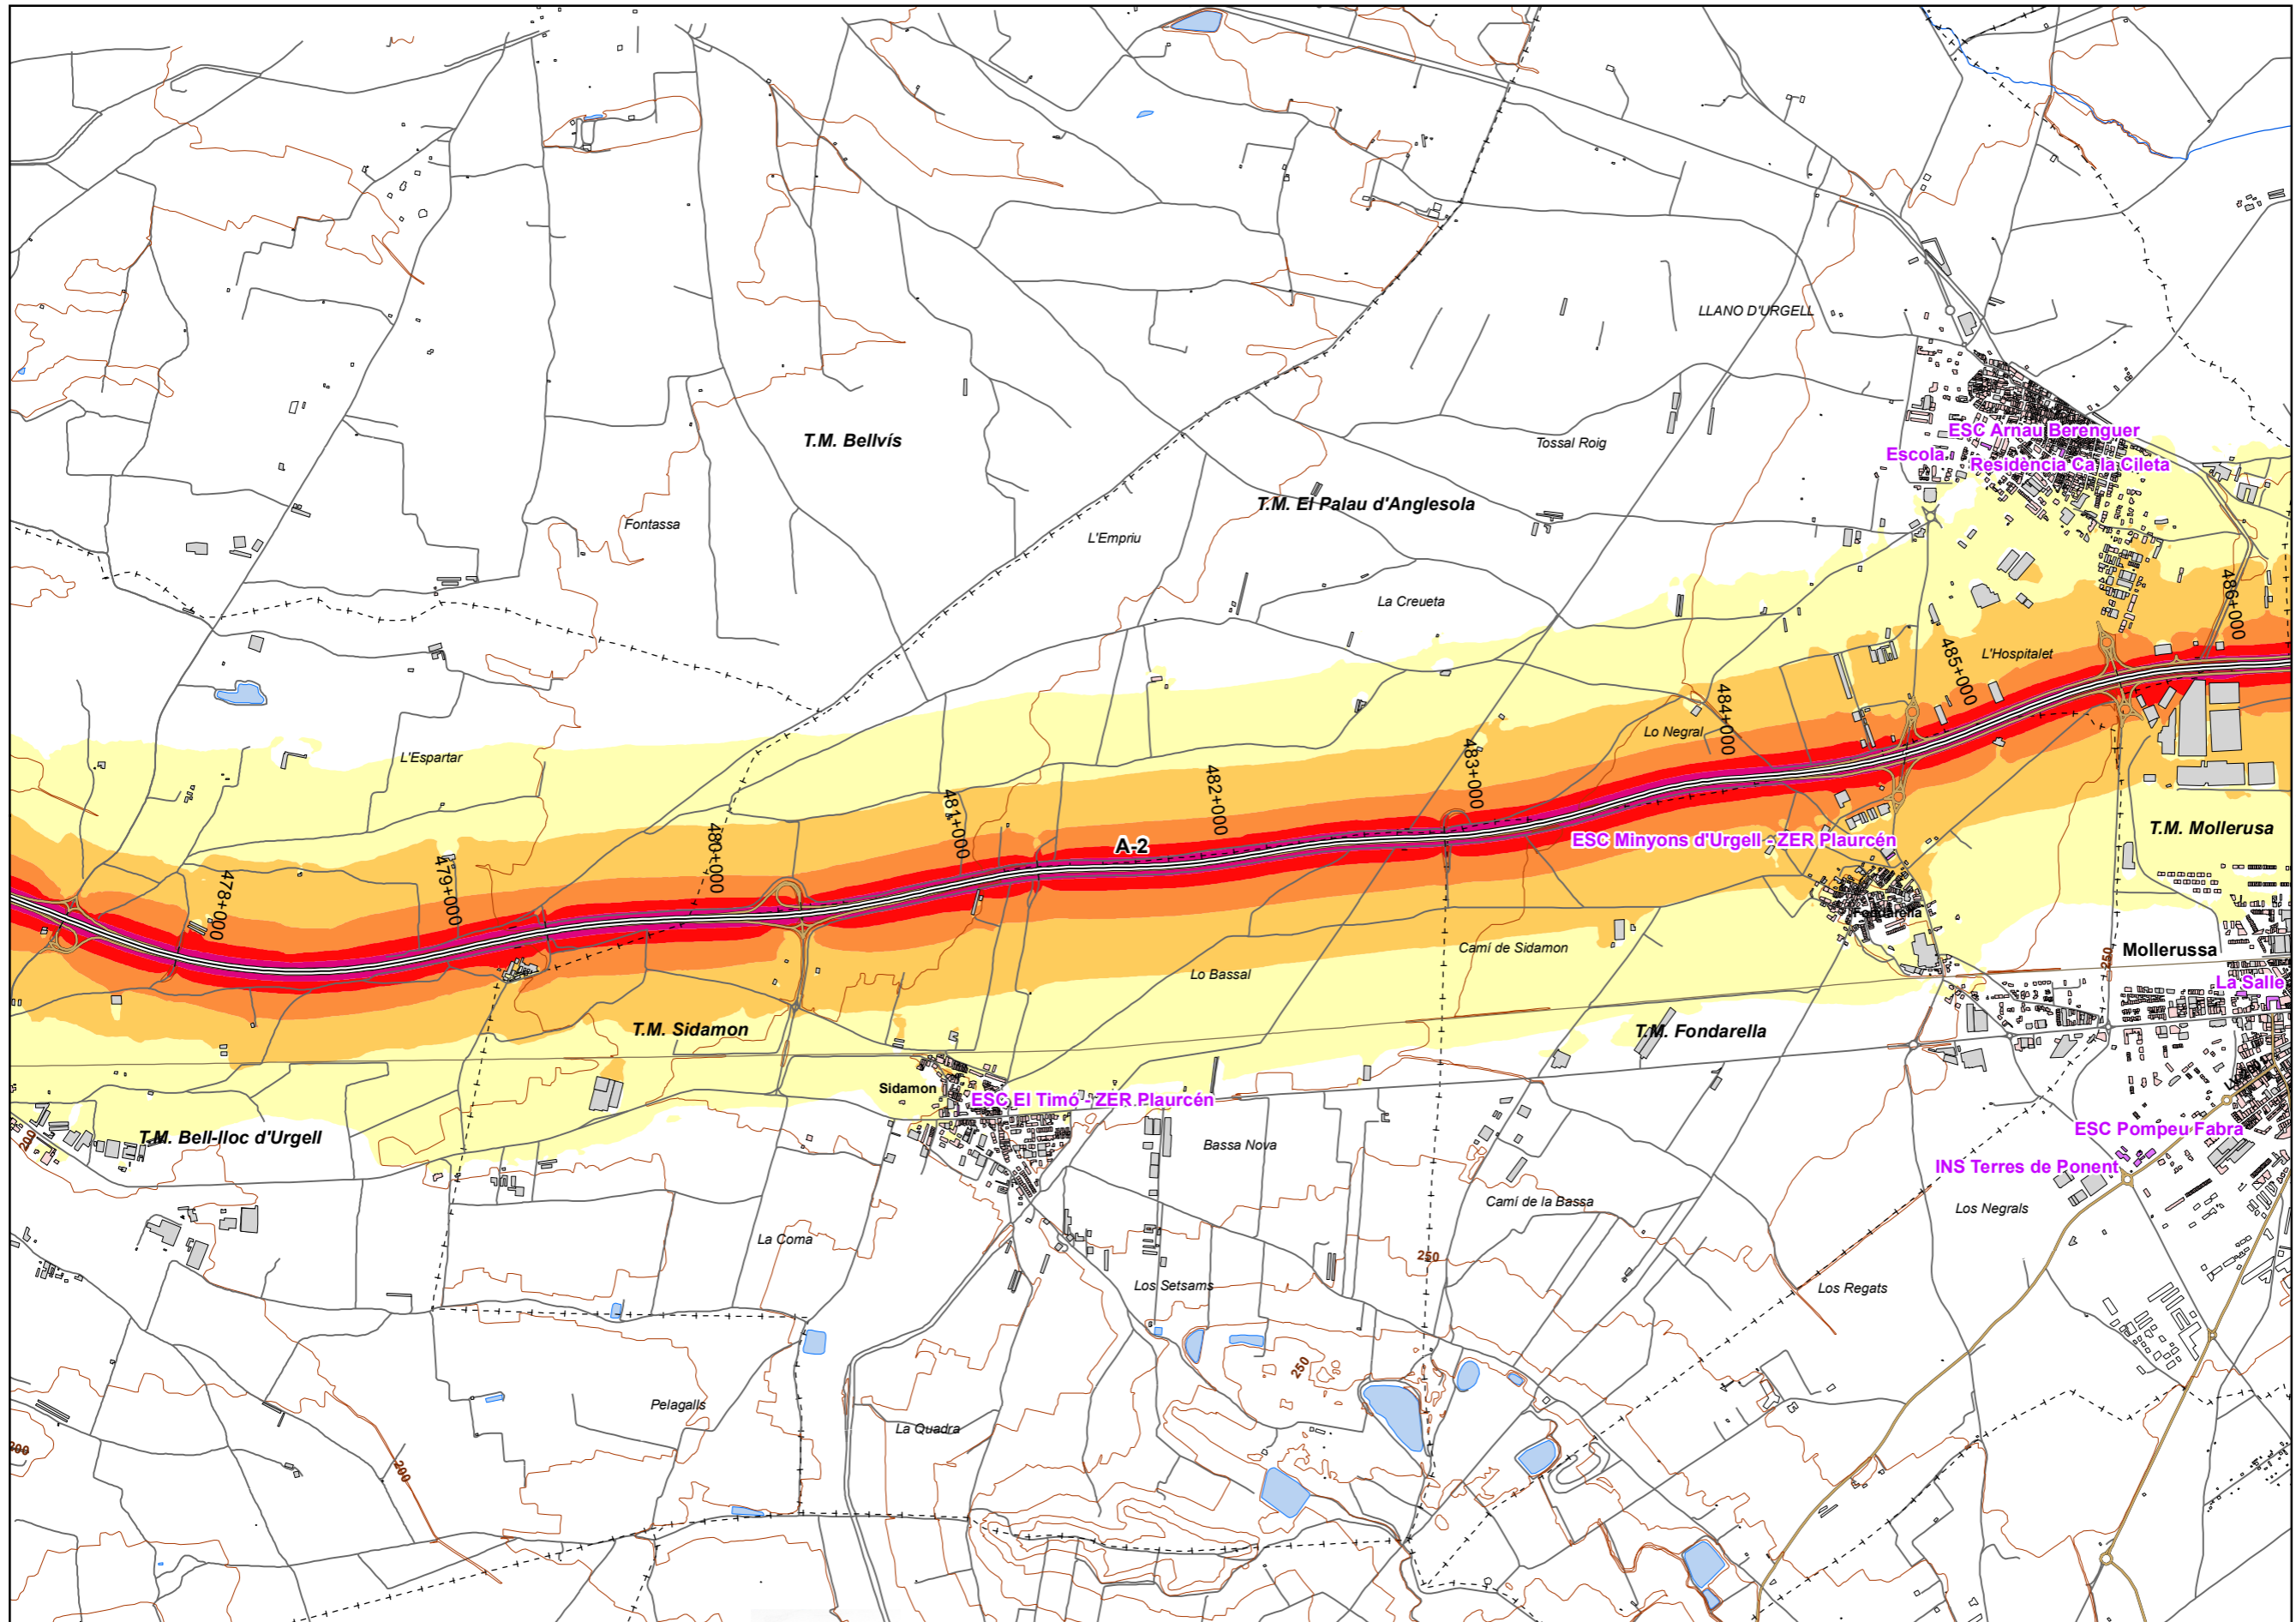 LLANO D'URGELL
T.M. Bellvís
Tossal Roig
ESC Arnau Berenguer
Escola
Residència Ca la Cileta
T.M. El Palau d'Anglesola
Fontassa
L'Empriu
La Creueta
486+000
L'Hospitalet
485+000
L'Espartar
484+000
Lo Negral
483+000
482+000
481+000
480+000
A-2
ESC Minyons d'Urgell - ZER Plaurcén
T.M. Mollerusa
479+000
478+000
Fondarella
Camí de Sidamon
Mollerussa
250
Lo Bassal
La Salle
T.M. Sidamon
T.M. Fondarella
Sidamon
ESC El Timó - ZER Plaurcén
T.M. Bell-lloc d'Urgell
200
Bassa Nova
ESC Pompeu Fabra
INS Terres de Ponent
Camí de la Bassa
Los Negrals
La Coma
250
Los Setsams
Los Regats
250
Pelagalls
La Quadra
200
200